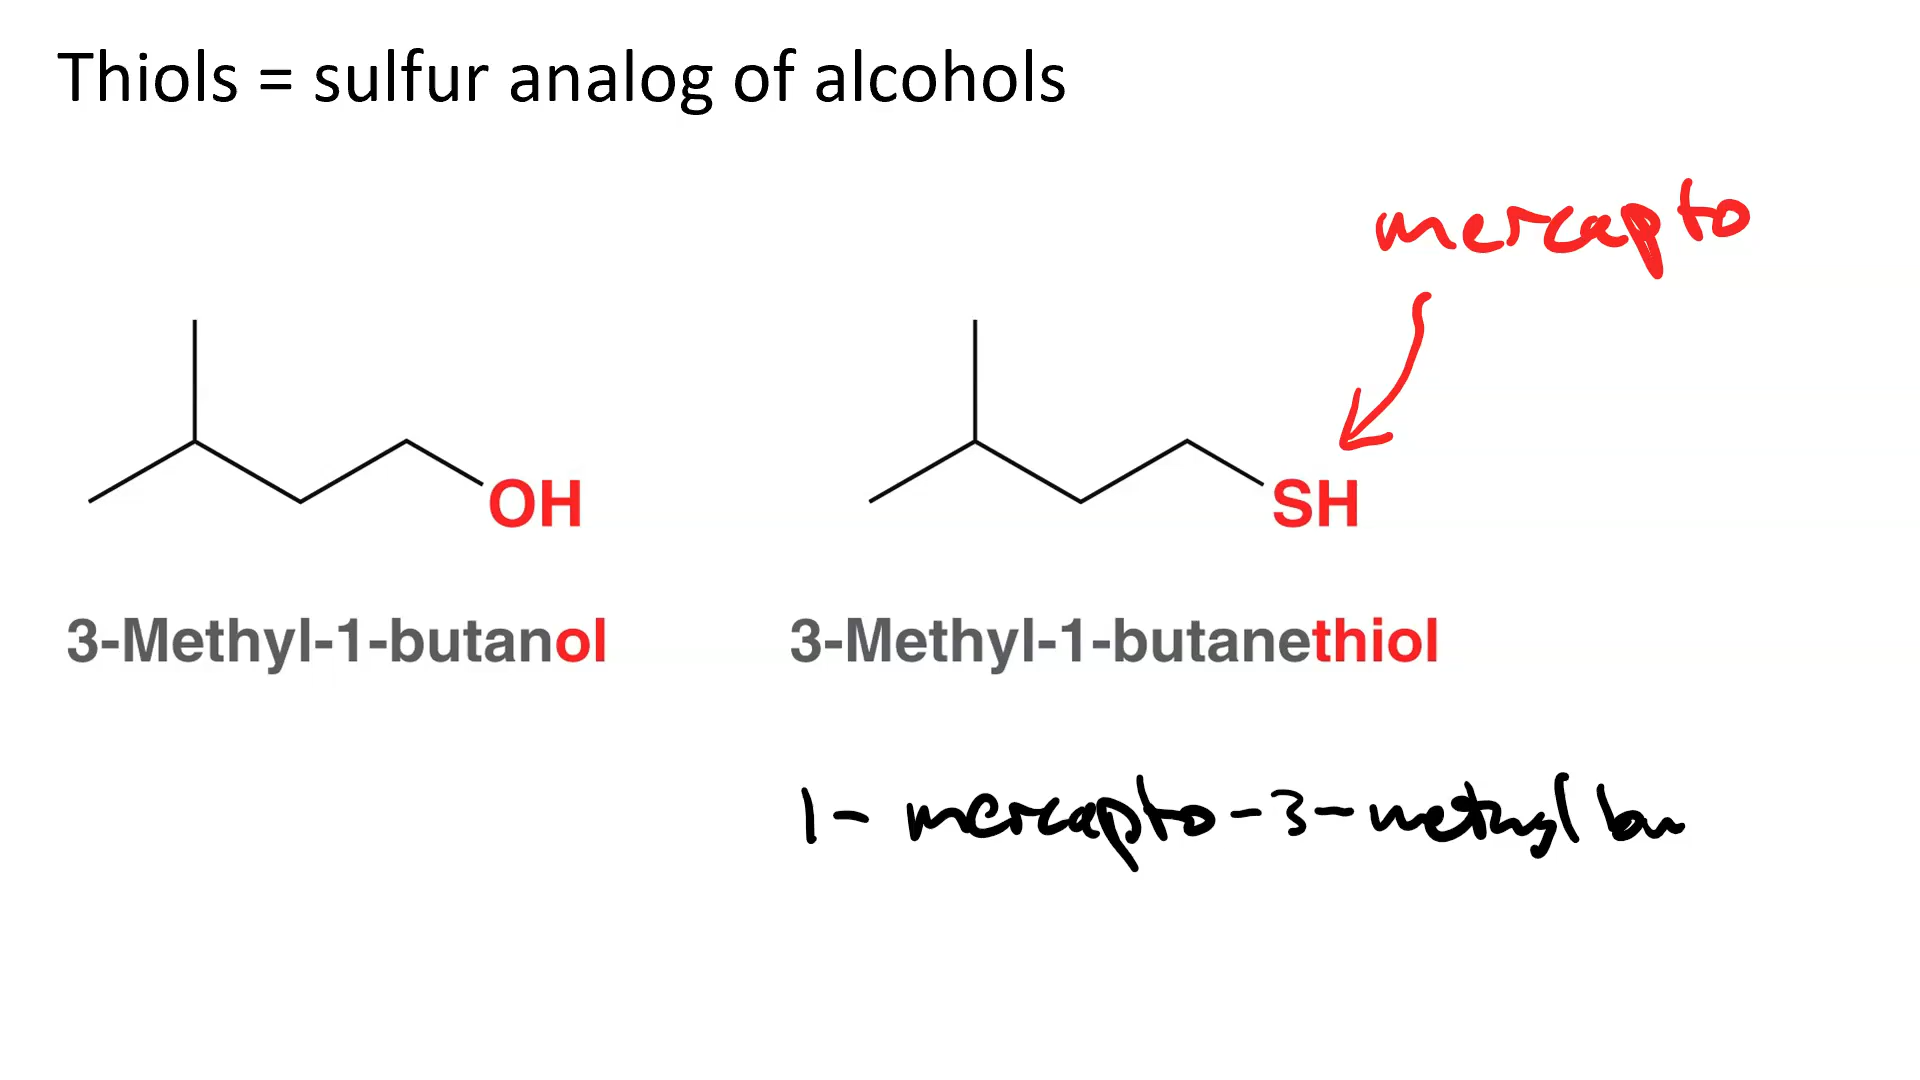 Thiols = sulfur analog of alcohols
mercapto
OH
SH
3-Methyl-1-butanol
3-Methyl-1-butanethiol
1- mercapto-3-methyl bu